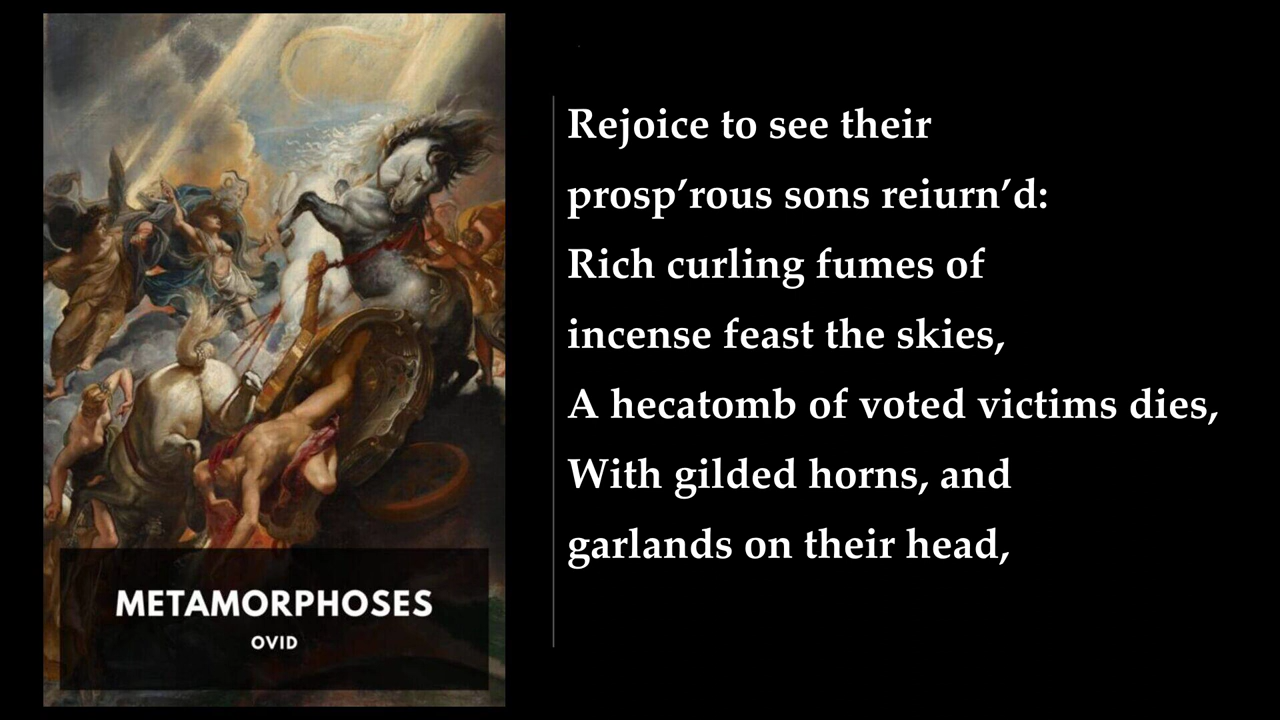 METAMORPHOSES
OVID
Rejoice to see their
prosp’rous sons reiurn’d:
Rich curling fumes of
incense feast the skies,
A hecatomb of voted victims dies,
With gilded horns, and
garlands on their head,